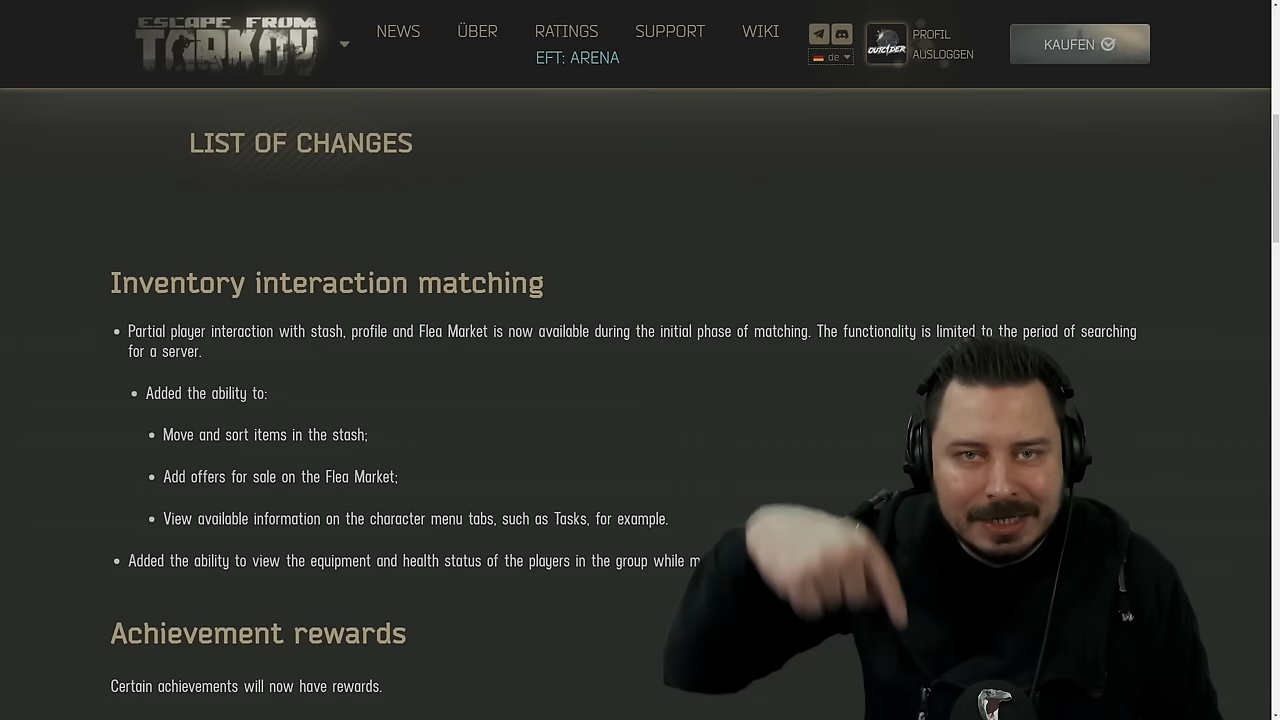 ESCAPE FROM
TARKOV
NEWS
ÜBER
RATINGS
SUPPORT
WIKI
EFT: ARENA
de
OUTCIDER
PROFIL
AUSLOGGEN
KAUFEN
LIST OF CHANGES
Inventory interaction matching
• Partial player interaction with stash, profile and Flea Market is now available during the initial phase of matching. The functionality is limited to the period of searching
for a server.
• Added the ability to:
• Move and sort items in the stash;
• Add offers for sale on the Flea Market;
• View available information on the character menu tabs, such as Tasks, for example.
• Added the ability to view the equipment and health status of the players in the group while m
Achievement rewards
Certain achievements will now have rewards.